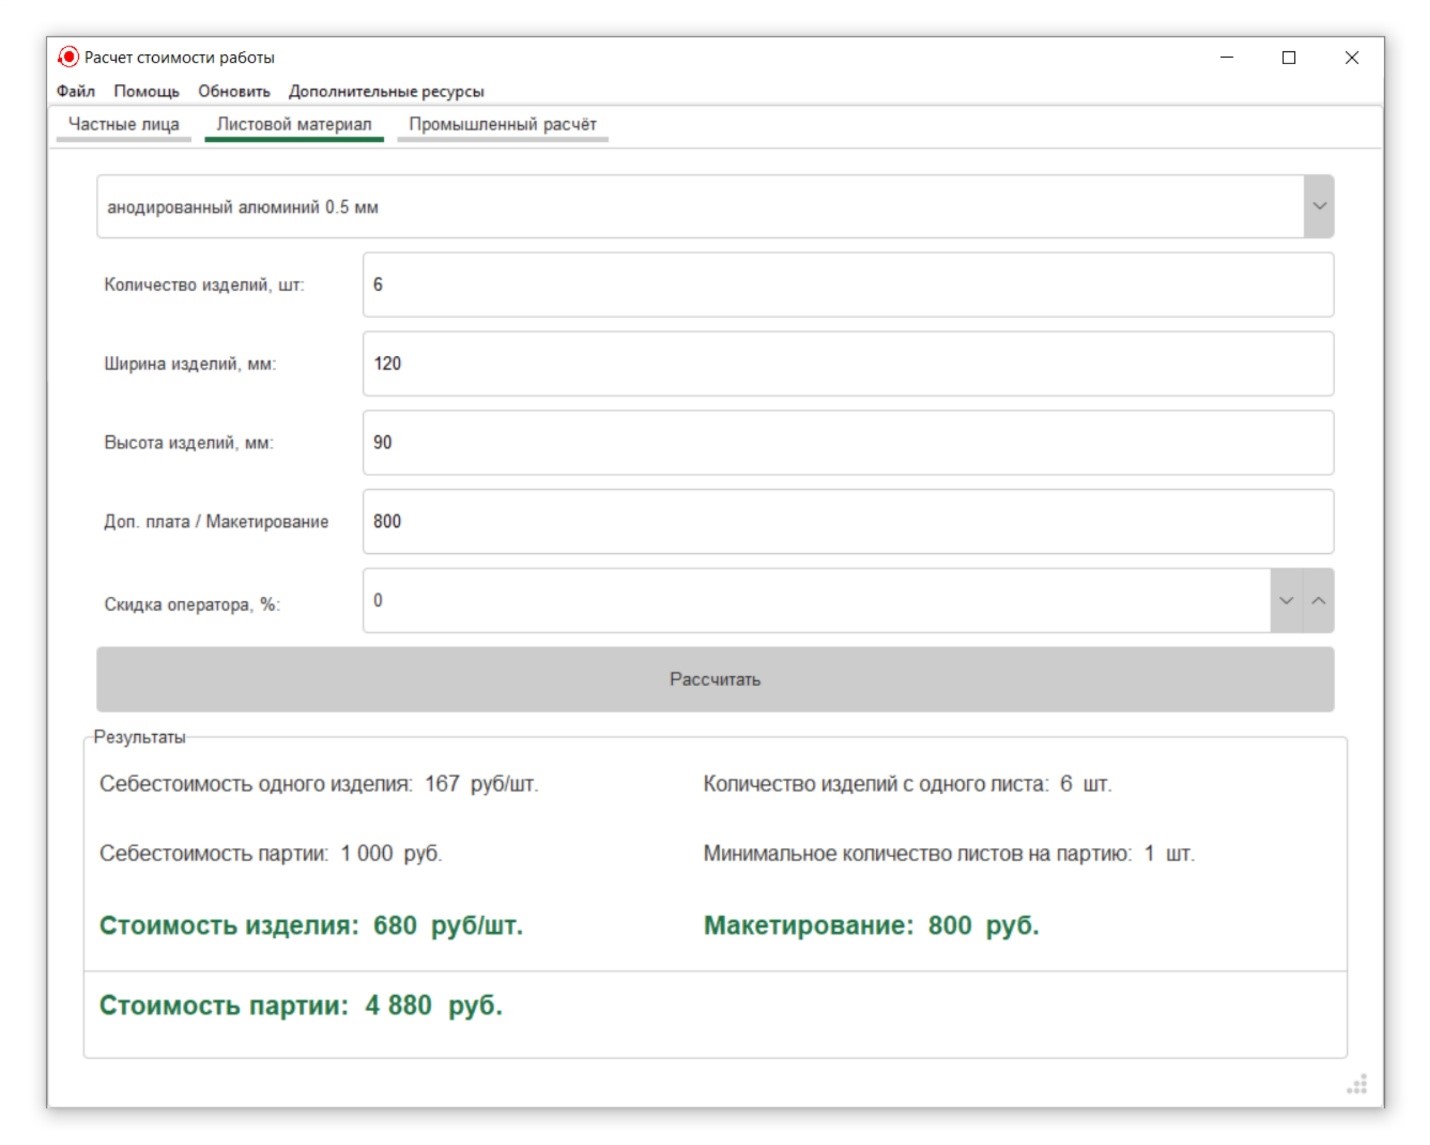 Расчет стоимости работы
Файл Помощь Обновить Дополнительные ресурсы
Частные лица Листовой материал Промышленный расчёт
анодированный алюминий 0.5 мм
Количество изделий, шт: 6
Ширина изделий, мм: 120
Высота изделий, мм: 90
Доп. плата / Макетирование 800
Скидка оператора, %: 0
Рассчитать
Результаты
Себестоимость одного изделия: 167 руб/шт. Количество изделий с одного листа: 6 шт.
Себестоимость партии: 1 000 руб. Минимальное количество листов на партию: 1 шт.
Стоимость изделия: 680 руб/шт. Макетирование: 800 руб.
Стоимость партии: 4 880 руб.